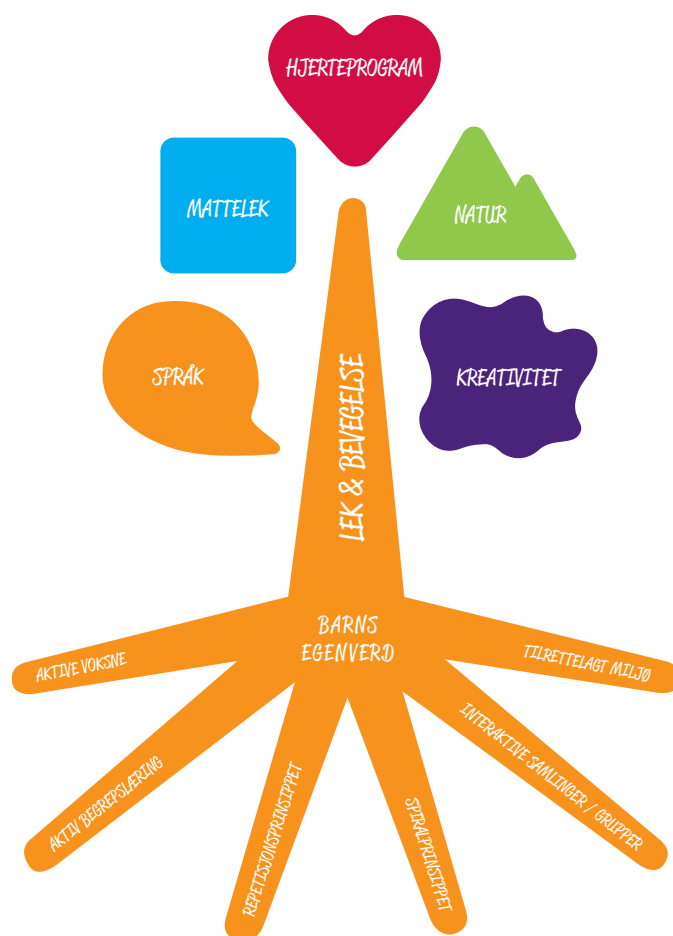 HJERTEPROGRAM
MATTELEK
NATUR
SPRÅK
KREATIVITET
LEK & BEVEGELSE
BARNS
EGENVERD
AKTIVE VOKSNE
TILRETTELAGT MILJØ
AKTIV BEGREPSLÆRING
INTERAKTIVE SAMLINGER / GRUPPER
REPETISJONSPRINSIPPET
SPIRALPRINSIPPET